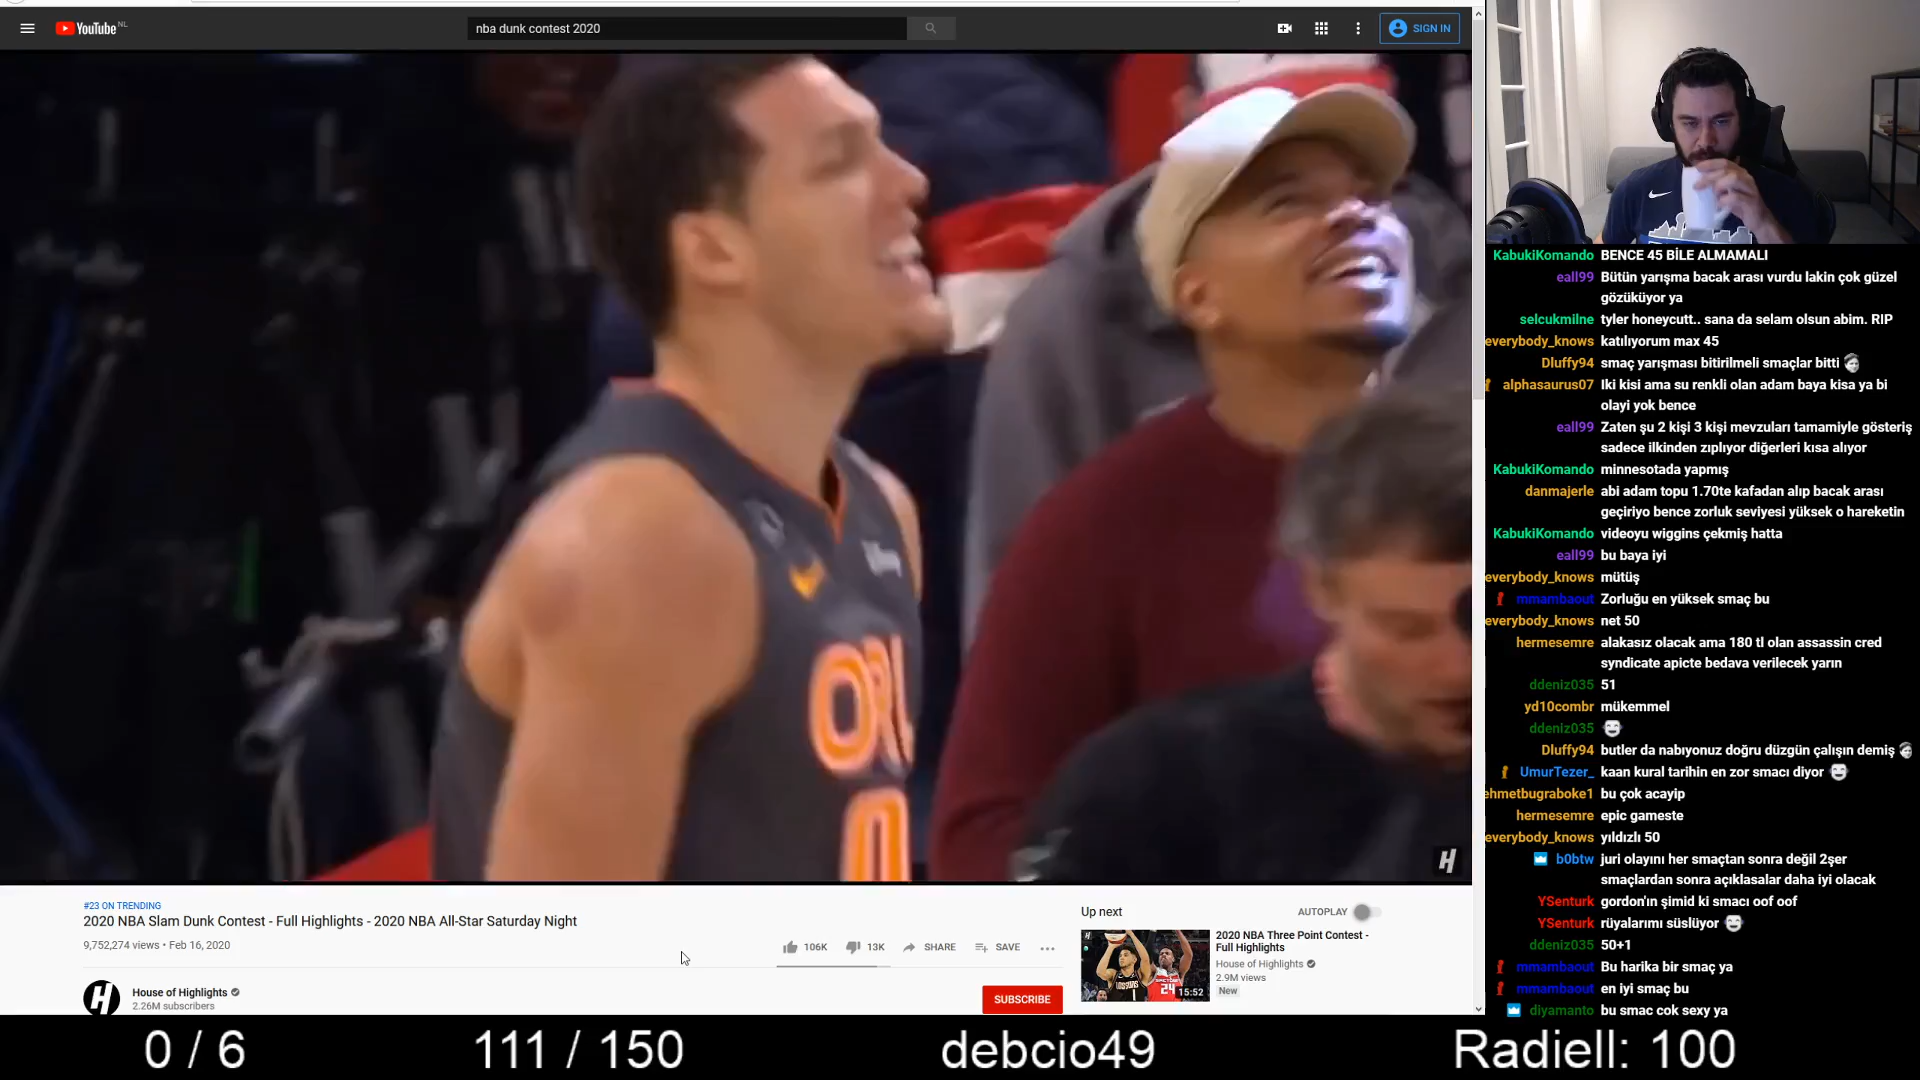 YouTube NL
nba dunk contest 2020
SIGN IN
ORL
0
H
#23 ON TRENDING
2020 NBA Slam Dunk Contest - Full Highlights - 2020 NBA All-Star Saturday Night
9,752,274 views • Feb 16, 2020
106K
13K
SHARE
SAVE
House of Highlights
2.26M subscribers
SUBSCRIBE
Up next
AUTOPLAY
15:52
2020 NBA Three Point Contest -
Full Highlights
House of Highlights
2.9M views
New
KabukiKomando BENCE 45 BİLE ALMAMALI
eall99 Bütün yarışma bacak arası vurdu lakin çok güzel
gözüküyor ya
selcukmilne tyler honeycutt.. sana da selam olsun abim. RIP
everybody_knows katılıyorum max 45
Dluffy94 smaç yarışması bitirilmeli smaçlar bitti
alphasaurus07 Iki kisi ama su renkli olan adam baya kisa ya bi
olayi yok bence
eall99 Zaten şu 2 kişi 3 kişi mevzuları tamamiyle gösteriş
sadece ilkinden zıplıyor diğerleri kısa alıyor
KabukiKomando minnesotada yapmış
danmajerle abi adam topu 1.70te kafadan alıp bacak arası
geçiriyo bence zorluk seviyesi yüksek o hareketin
KabukiKomando videoyu wiggins çekmiş hatta
eall99 bu baya iyi
everybody_knows mütüş
mmambaout Zorluğu en yüksek smaç bu
everybody_knows net 50
hermesemre alakasız olacak ama 180 tl olan assassin cred
syndicate apicte bedava verilecek yarın
ddeniz035 51
yd10combr mükemmel
ddeniz035
Dluffy94 butler da nabıyonuz doğru düzgün çalışın demiş
UmurTezer_ kaan kural tarihin en zor smacı diyor
ehmetbugraboke1 bu çok acayip
hermesemre epic gameste
everybody_knows yıldızlı 50
b0btw juri olayını her smaçtan sonra değil 2şer
smaçlardan sonra açıklasalar daha iyi olacak
YSenturk gordon'ın şimid ki smacı oof oof
YSenturk rüyalarımı süslüyor
ddeniz035 50+1
mmambaout Bu harika bir smaç ya
mmambaout en iyi smaç bu
diyamanto bu smac cok sexy ya
0 / 6
111 / 150
debcio49
Radiell: 100